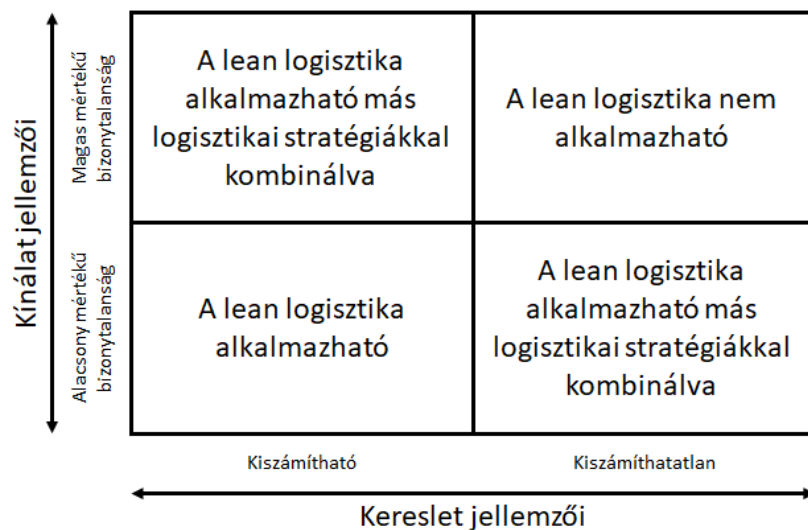 Kínálat jellemzői
Magas mértékű
bizonytalanság
A lean logisztika
alkalmazható más
logisztikai stratégiákkal
kombinálva
A lean logisztika nem
alkalmazható
Alacsony mértékű
bizonytalanság
A lean logisztika
alkalmazható
A lean logisztika
alkalmazható más
logisztikai stratégiákkal
kombinálva
Kiszámítható
Kiszámíthatatlan
Kereslet jellemzői